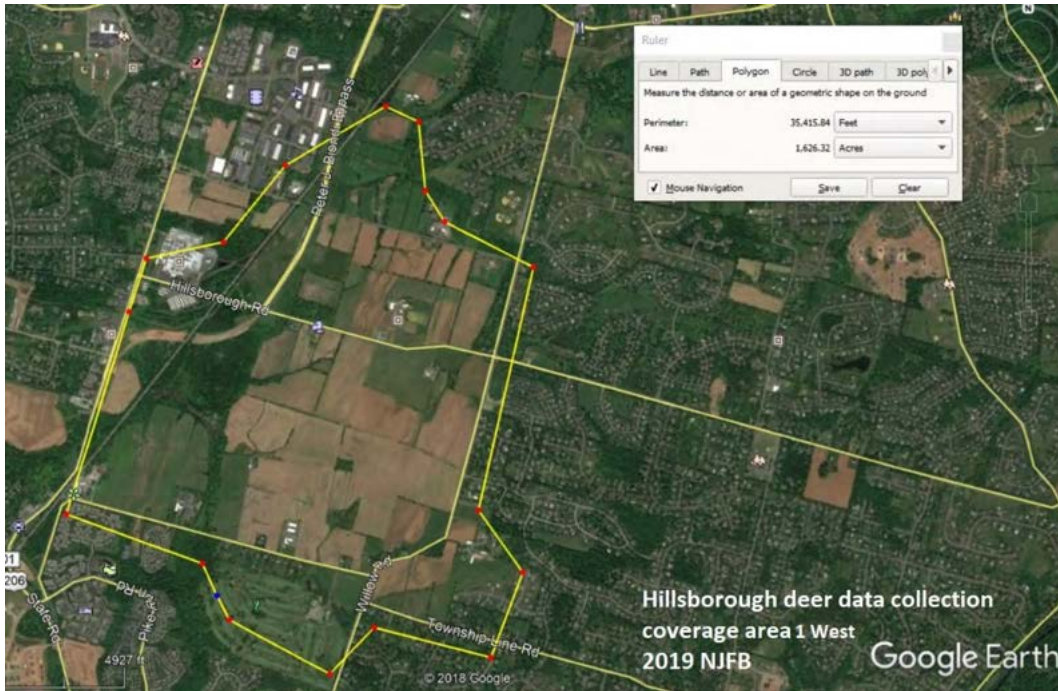 Ruler
Line Path Polygon Circle 3D path 3D poly
Measure the distance or area of a geometric shape on the ground
Perimeter: 35,415.84 Feet
Area: 1,626.32 Acres
Mouse Navigation Save Clear
N
Peter J. Biondi Bypass
Hillsborough Rd
Willow Rd
Township Line Rd
Pike Run Rd
State Rd
206
4927 ft
© 2018 Google
Hillsborough deer data collection
coverage area 1 West
2019 NJFB
Google Earth